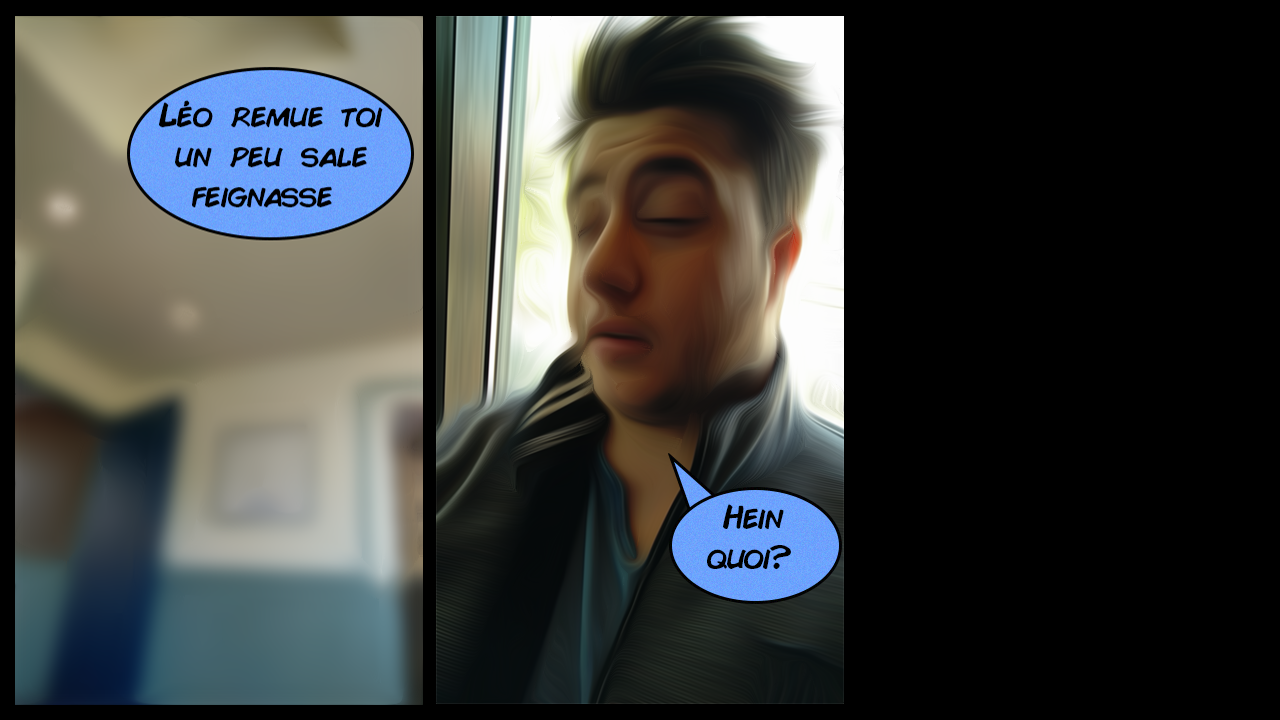 Léo remue toi
un peu sale
feignasse
Hein
quoi?